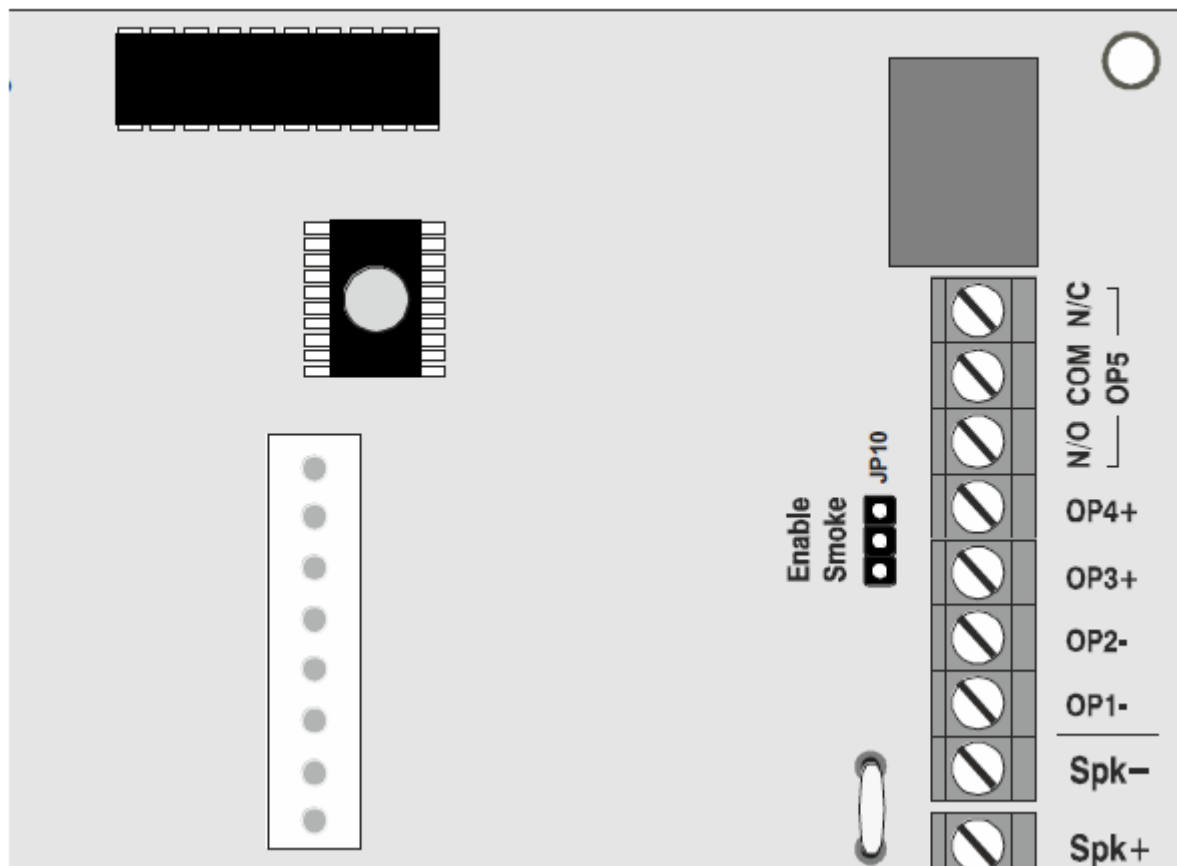 N/C
COM
OP5
N/O
JP10
Enable
Smoke
OP4+
OP3+
OP2-
OP1-
Spk−
Spk+